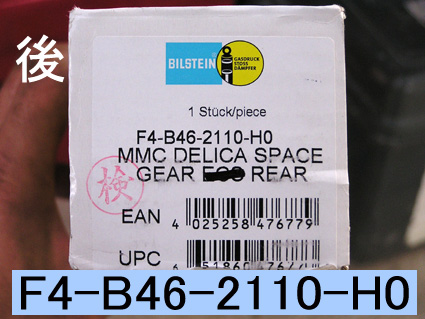 後
BILSTEIN
GASDRUCK
STOSS
DÄMPFER
1 Stück/piece
F4-B46-2110-H0
MMC DELICA SPACE
GEAR REAR
検
EAN
4 025258 476779
UPC
F4-B46-2110-H0